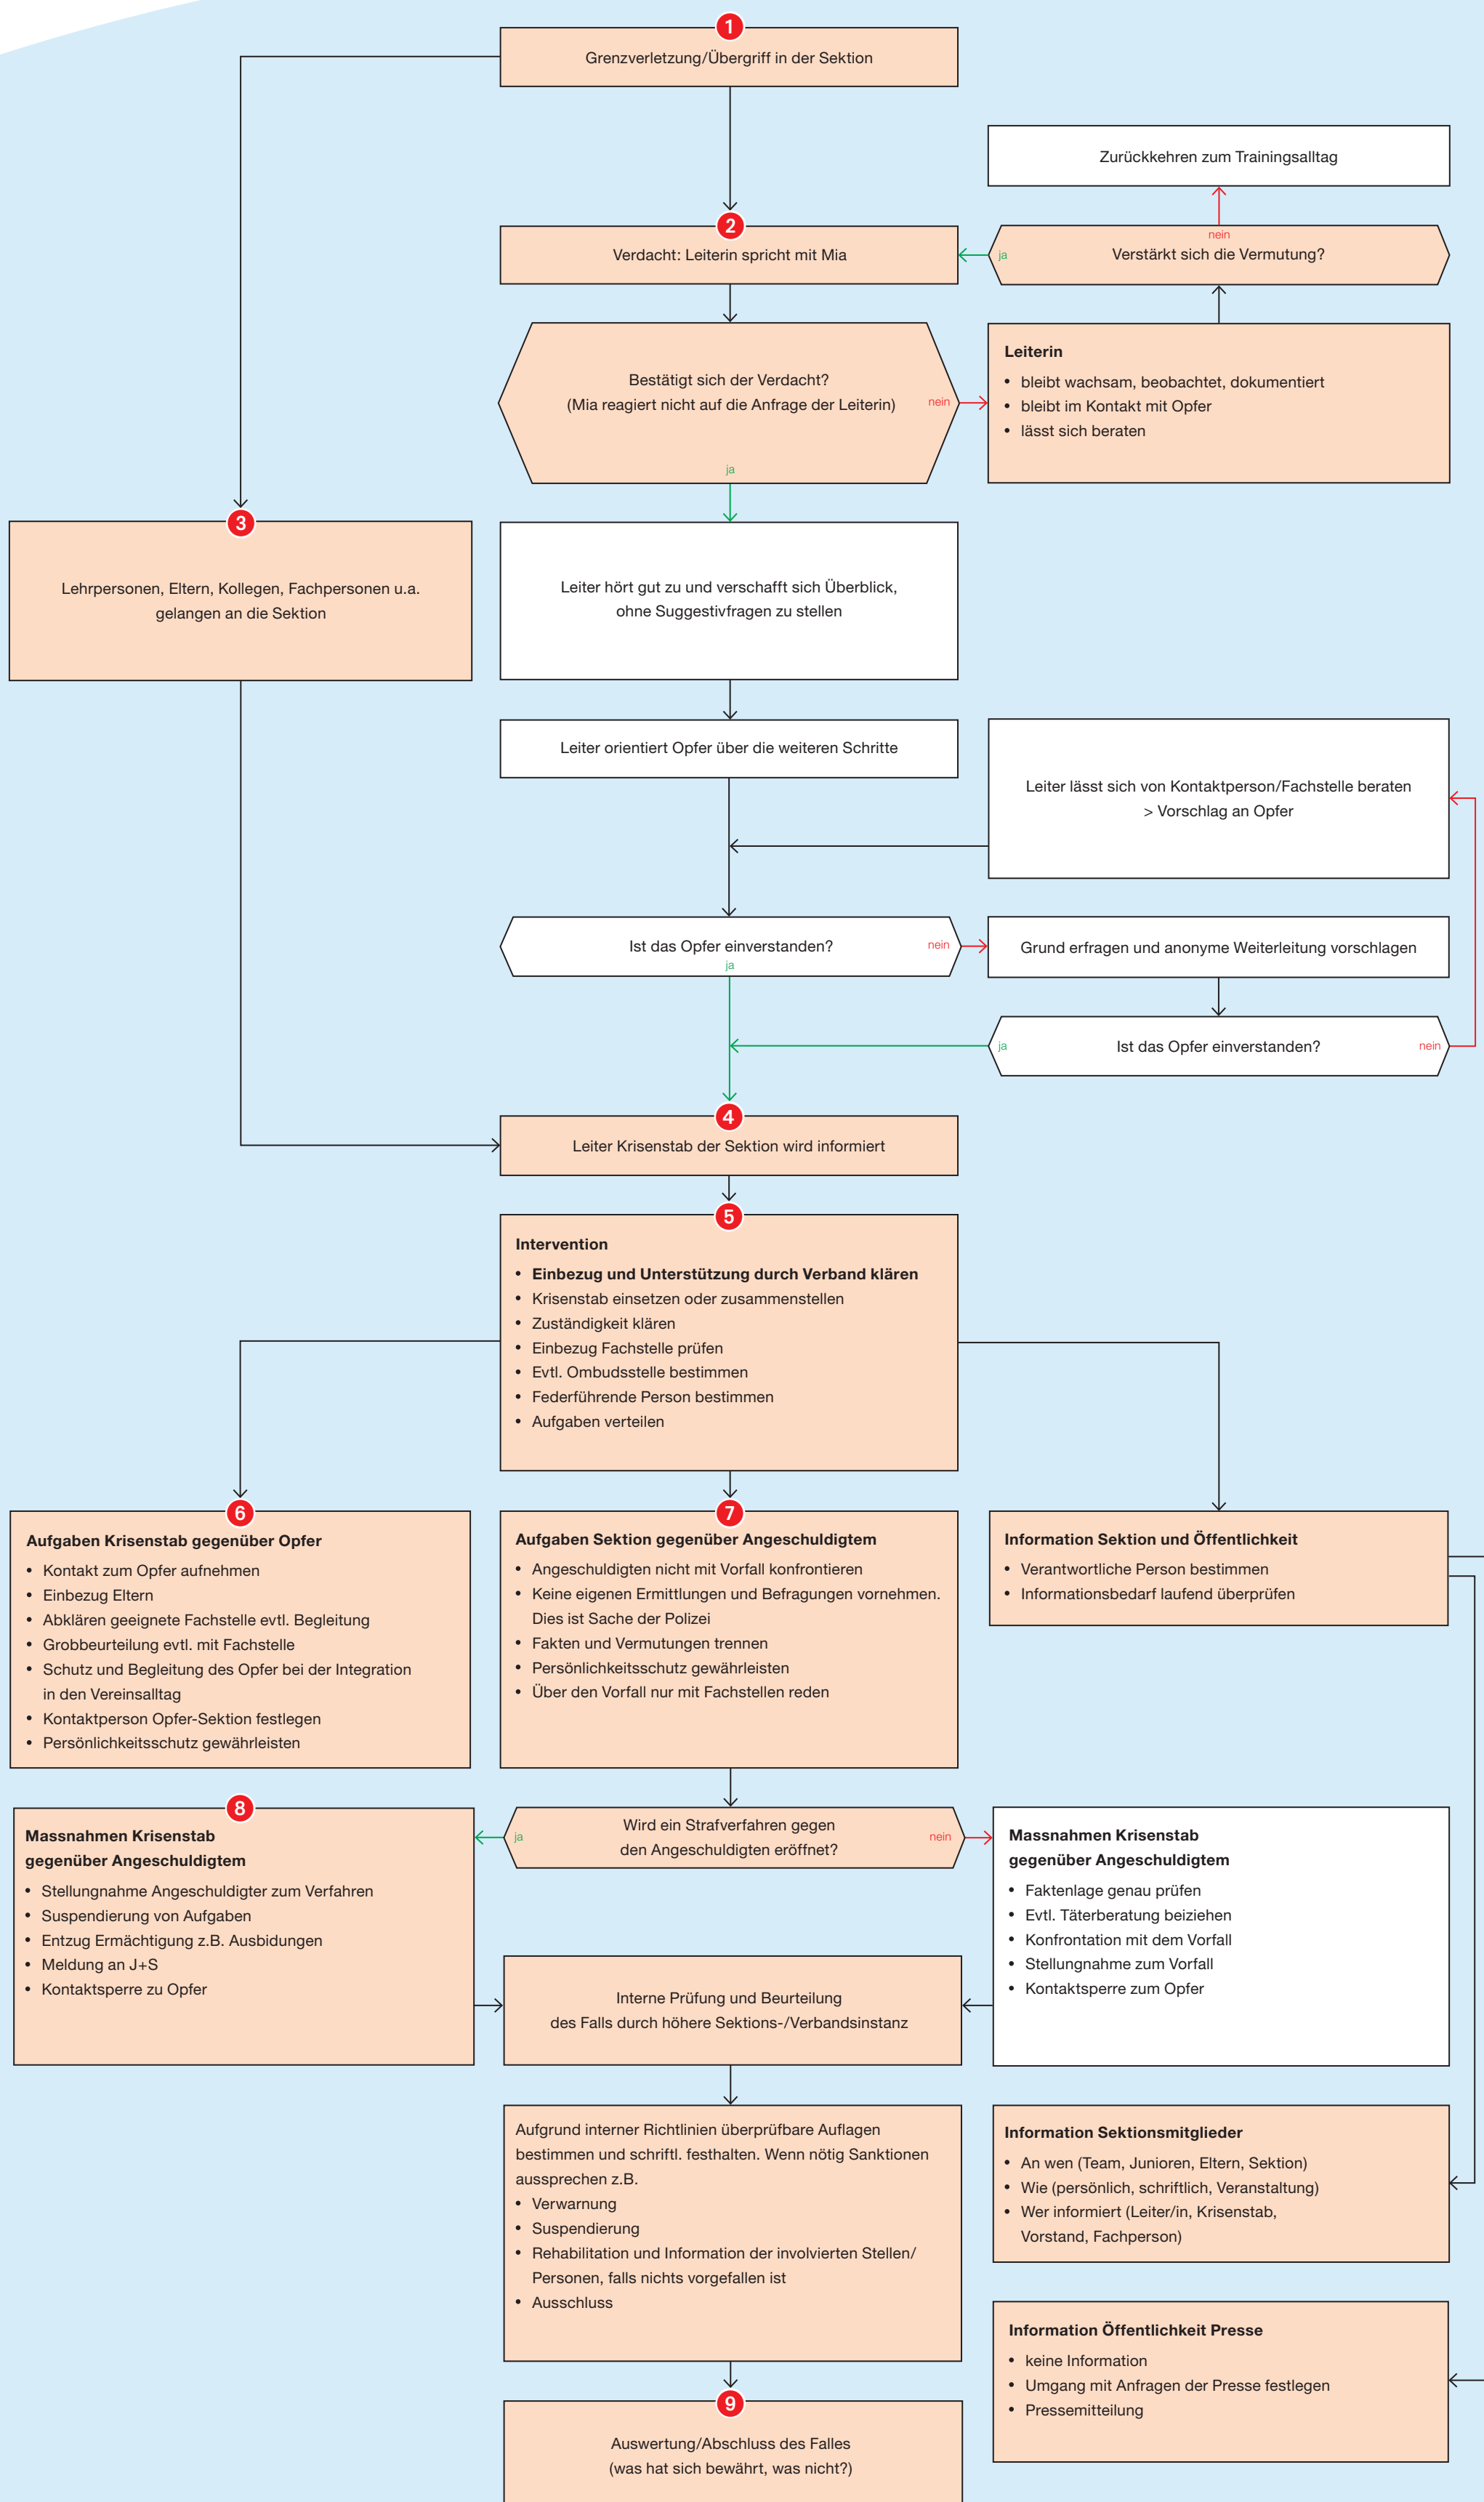 1
Grenzverletzung/Übergriff in der Sektion
Zurückkehren zum Trainingsalltag
2
Verdacht: Leiterin spricht mit Mia
nein
ja
Verstärkt sich die Vermutung?
Bestätigt sich der Verdacht?
(Mia reagiert nicht auf die Anfrage der Leiterin)
nein
ja
Leiterin
• bleibt wachsam, beobachtet, dokumentiert
• bleibt im Kontakt mit Opfer
• lässt sich beraten
3
Lehrpersonen, Eltern, Kollegen, Fachpersonen u.a.
gelangen an die Sektion
Leiter hört gut zu und verschafft sich Überblick,
ohne Suggestivfragen zu stellen
Leiter orientiert Opfer über die weiteren Schritte
Leiter lässt sich von Kontaktperson/Fachstelle beraten
> Vorschlag an Opfer
Ist das Opfer einverstanden?
nein
ja
Grund erfragen und anonyme Weiterleitung vorschlagen
ja
Ist das Opfer einverstanden?
nein
4
Leiter Krisenstab der Sektion wird informiert
5
Intervention
• Einbezug und Unterstützung durch Verband klären
• Krisenstab einsetzen oder zusammenstellen
• Zuständigkeit klären
• Einbezug Fachstelle prüfen
• Evtl. Ombudsstelle bestimmen
• Federführende Person bestimmen
• Aufgaben verteilen
6
Aufgaben Krisenstab gegenüber Opfer
• Kontakt zum Opfer aufnehmen
• Einbezug Eltern
• Abklären geeignete Fachstelle evtl. Begleitung
• Grobbeurteilung evtl. mit Fachstelle
• Schutz und Begleitung des Opfer bei der Integration
in den Vereinsalltag
• Kontaktperson Opfer-Sektion festlegen
• Persönlichkeitsschutz gewährleisten
7
Aufgaben Sektion gegenüber Angeschuldigtem
• Angeschuldigten nicht mit Vorfall konfrontieren
• Keine eigenen Ermittlungen und Befragungen vornehmen.
Dies ist Sache der Polizei
• Fakten und Vermutungen trennen
• Persönlichkeitsschutz gewährleisten
• Über den Vorfall nur mit Fachstellen reden
Information Sektion und Öffentlichkeit
• Verantwortliche Person bestimmen
• Informationsbedarf laufend überprüfen
8
Massnahmen Krisenstab
gegenüber Angeschuldigtem
• Stellungnahme Angeschuldigter zum Verfahren
• Suspendierung von Aufgaben
• Entzug Ermächtigung z.B. Ausbidungen
• Meldung an J+S
• Kontaktsperre zu Opfer
ja
Wird ein Strafverfahren gegen
den Angeschuldigten eröffnet?
nein
Massnahmen Krisenstab
gegenüber Angeschuldigtem
• Faktenlage genau prüfen
• Evtl. Täterberatung beiziehen
• Konfrontation mit dem Vorfall
• Stellungnahme zum Vorfall
• Kontaktsperre zum Opfer
Interne Prüfung und Beurteilung
des Falls durch höhere Sektions-/Verbandsinstanz
Aufgrund interner Richtlinien überprüfbare Auflagen
bestimmen und schriftl. festhalten. Wenn nötig Sanktionen
aussprechen z.B.
• Verwarnung
• Suspendierung
• Rehabilitation und Information der involvierten Stellen/
Personen, falls nichts vorgefallen ist
• Ausschluss
Information Sektionsmitglieder
• An wen (Team, Junioren, Eltern, Sektion)
• Wie (persönlich, schriftlich, Veranstaltung)
• Wer informiert (Leiter/in, Krisenstab,
Vorstand, Fachperson)
Information Öffentlichkeit Presse
• keine Information
• Umgang mit Anfragen der Presse festlegen
• Pressemitteilung
9
Auswertung/Abschluss des Falles
(was hat sich bewährt, was nicht?)